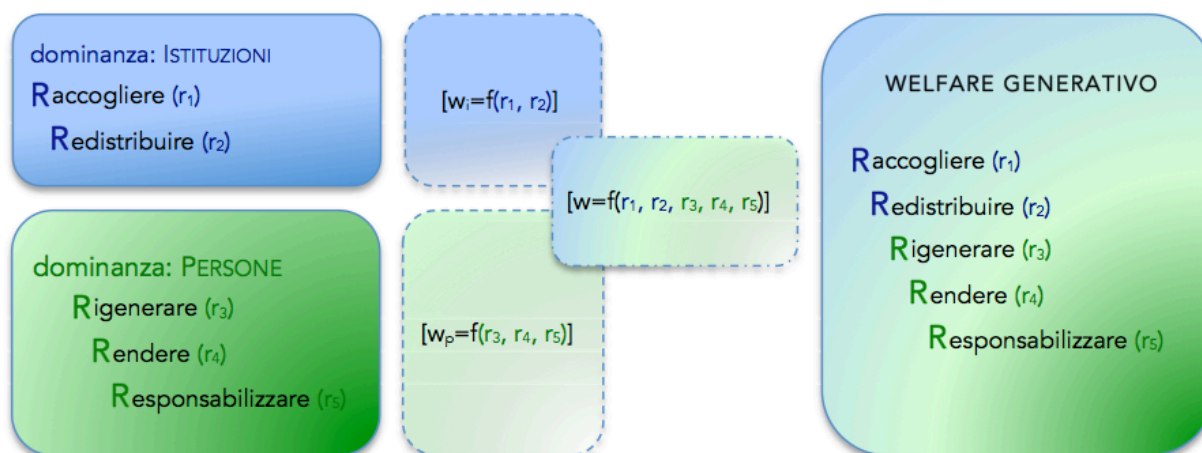 dominanza: ISTITUZIONI
Raccogliere (r₁)
Redistribuire (r₂)
dominanza: PERSONE
Rigenerare (r₃)
Rendere (r₄)
Responsabilizzare (r₅)
[wᵢ=f(r₁, r₂)]
[w=f(r₁, r₂, r₃, r₄, r₅)]
[wₚ=f(r₃, r₄, r₅)]
WELFARE GENERATIVO
Raccogliere (r₁)
Redistribuire (r₂)
Rigenerare (r₃)
Rendere (r₄)
Responsabilizzare (r₅)